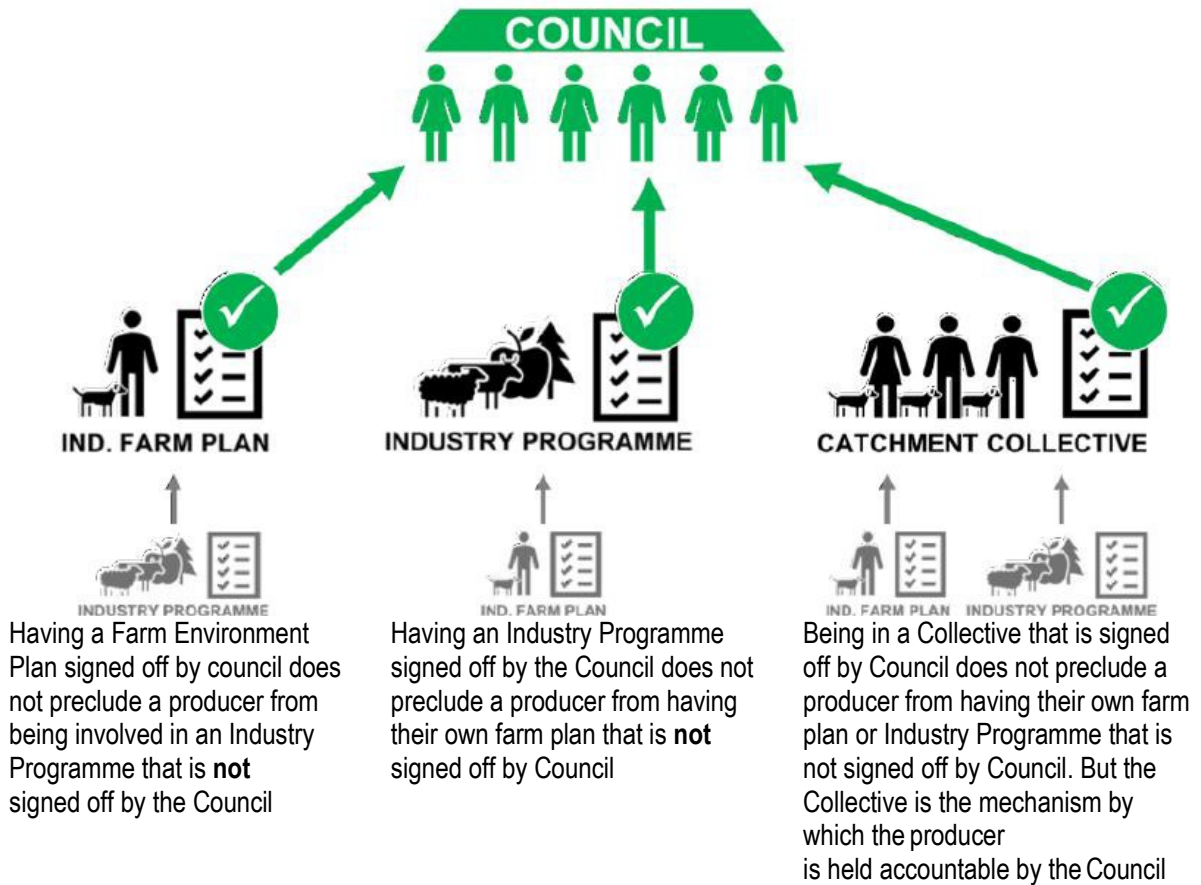 COUNCIL
IND. FARM PLAN
INDUSTRY PROGRAMME
CATCHMENT COLLECTIVE
INDUSTRY PROGRAMME
IND. FARM PLAN
IND. FARM PLAN
INDUSTRY PROGRAMME
Having a Farm Environment
Plan signed off by council does
not preclude a producer from
being involved in an Industry
Programme that is not
signed off by the Council
Having an Industry Programme
signed off by the Council does not
preclude a producer from having
their own farm plan that is not
signed off by Council
Being in a Collective that is signed
off by Council does not preclude a
producer from having their own farm
plan or Industry Programme that is
not signed off by Council. But the
Collective is the mechanism by
which the producer
is held accountable by the Council